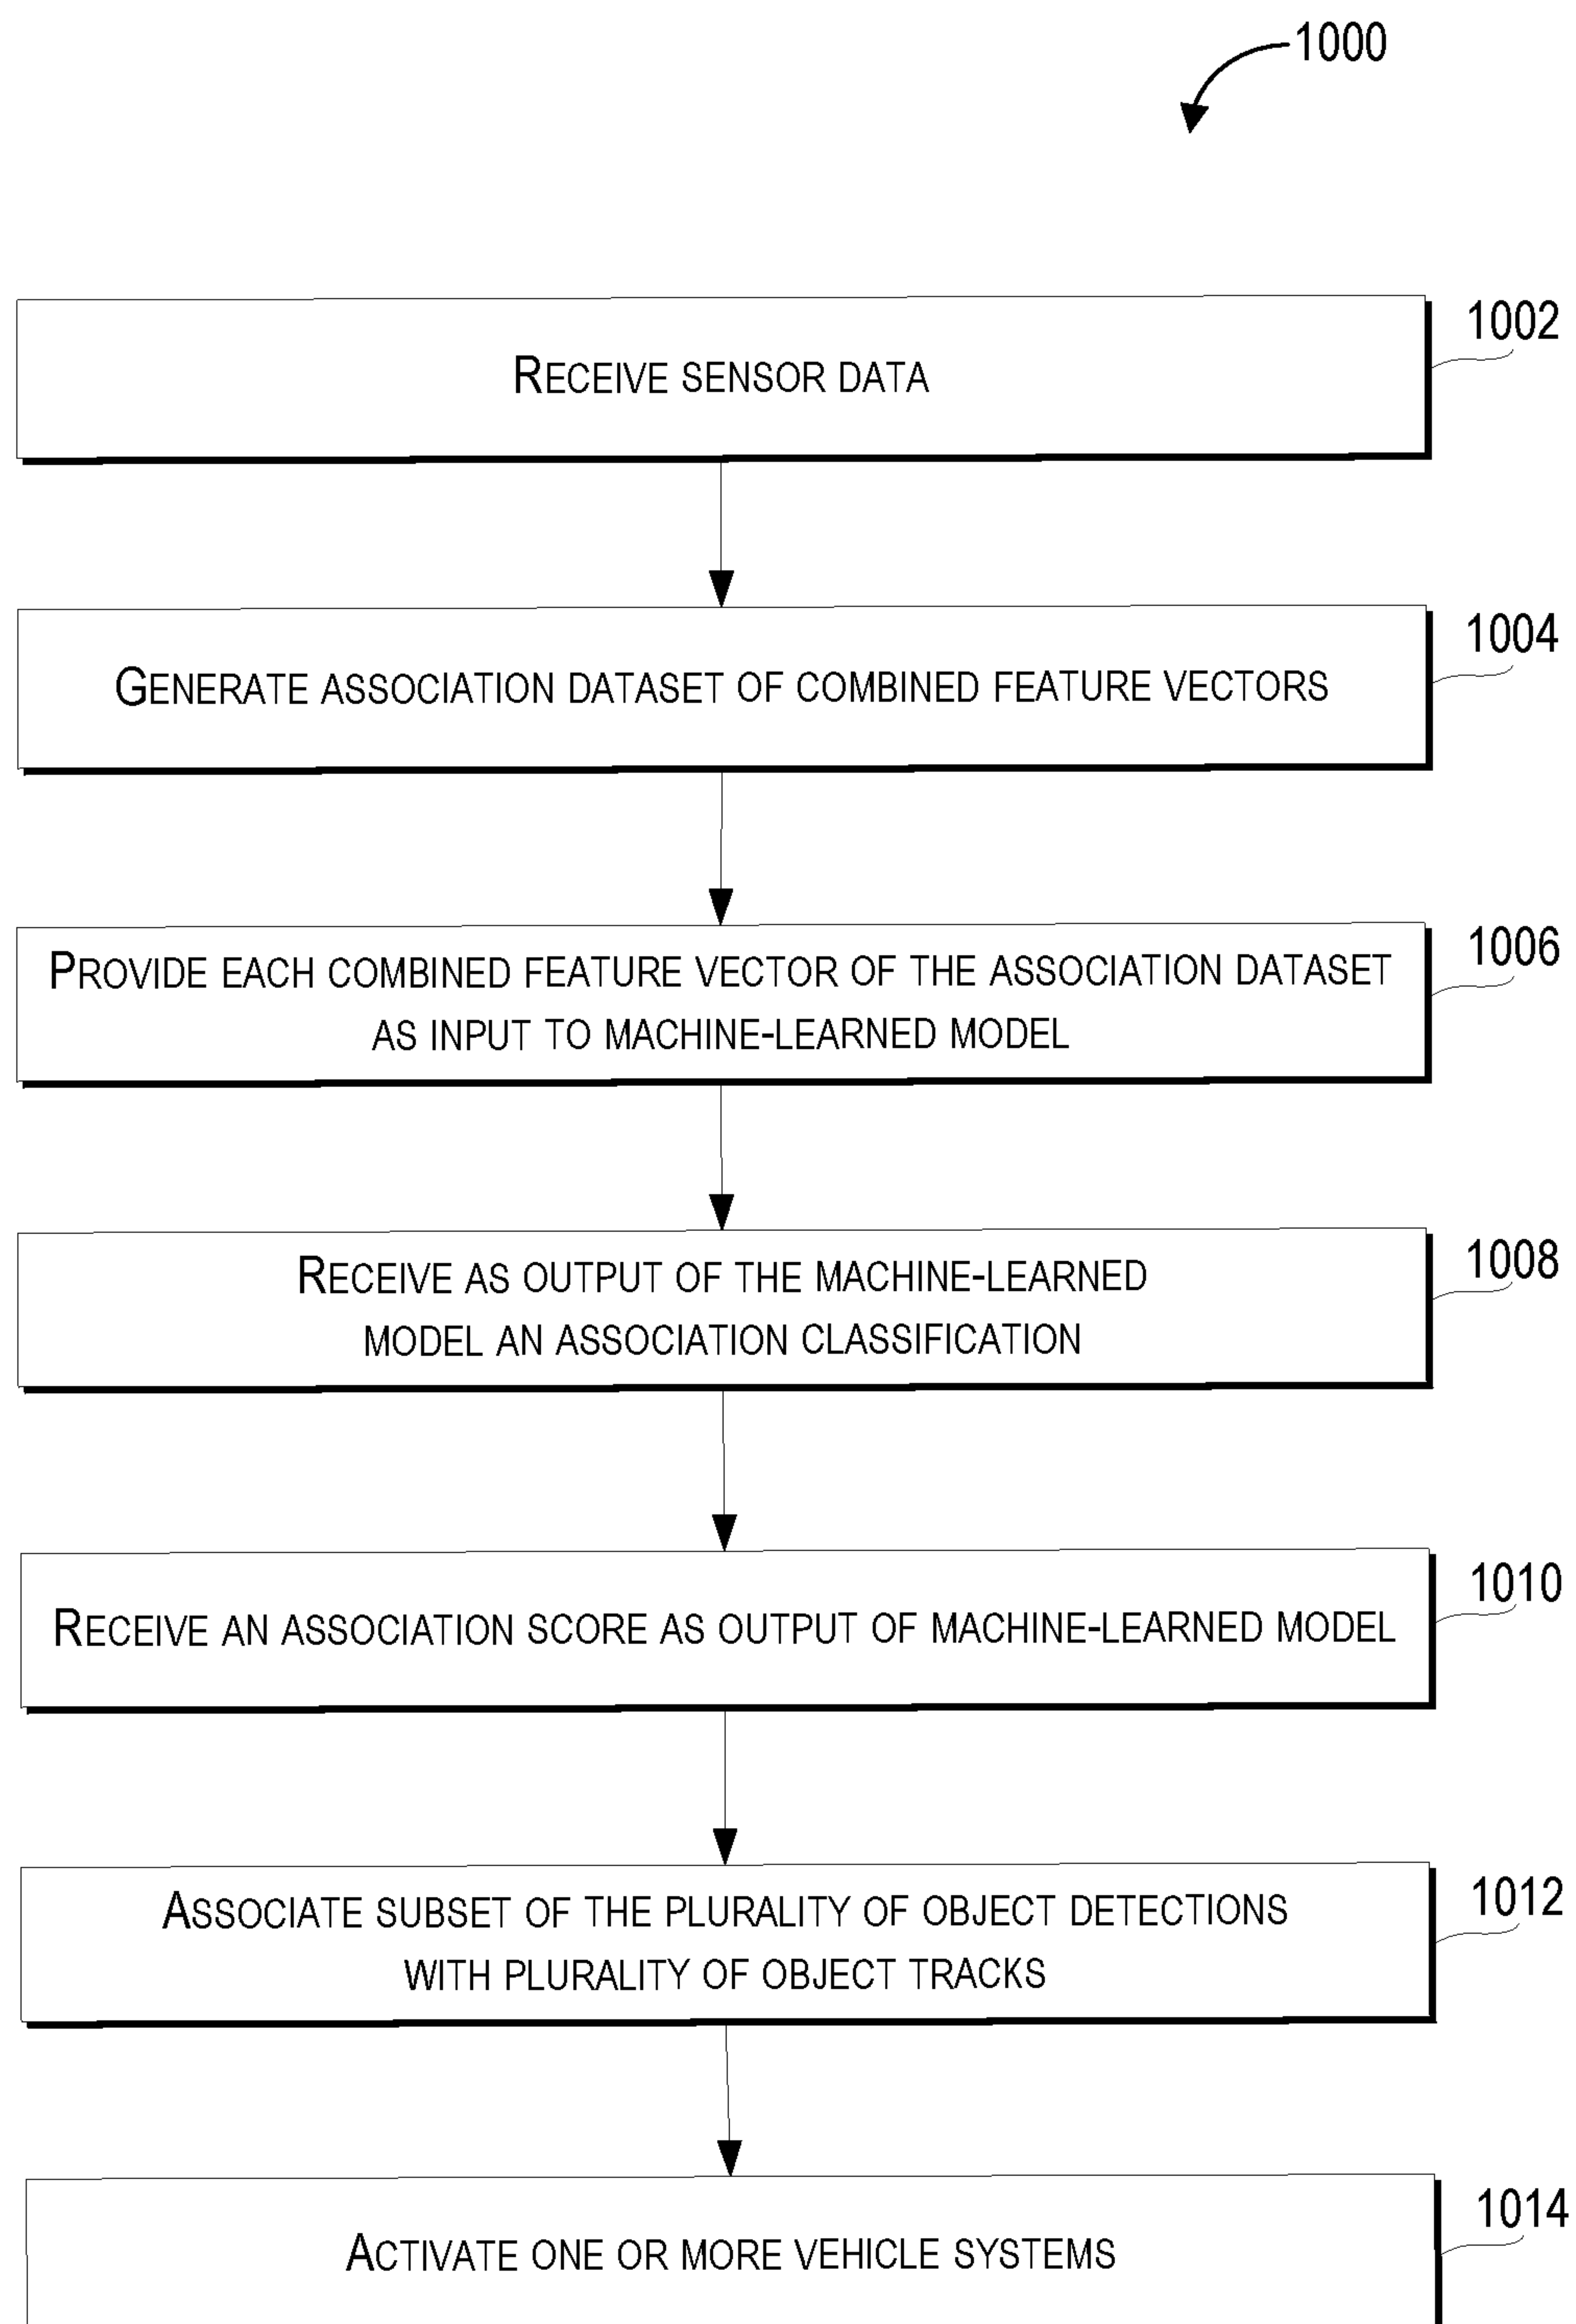 1000
RECEIVE SENSOR DATA
1002
GENERATE ASSOCIATION DATASET OF COMBINED FEATURE VECTORS
1004
PROVIDE EACH COMBINED FEATURE VECTOR OF THE ASSOCIATION DATASET
AS INPUT TO MACHINE-LEARNED MODEL
1006
RECEIVE AS OUTPUT OF THE MACHINE-LEARNED
MODEL AN ASSOCIATION CLASSIFICATION
1008
RECEIVE AN ASSOCIATION SCORE AS OUTPUT OF MACHINE-LEARNED MODEL
1010
ASSOCIATE SUBSET OF THE PLURALITY OF OBJECT DETECTIONS
WITH PLURALITY OF OBJECT TRACKS
1012
ACTIVATE ONE OR MORE VEHICLE SYSTEMS
1014